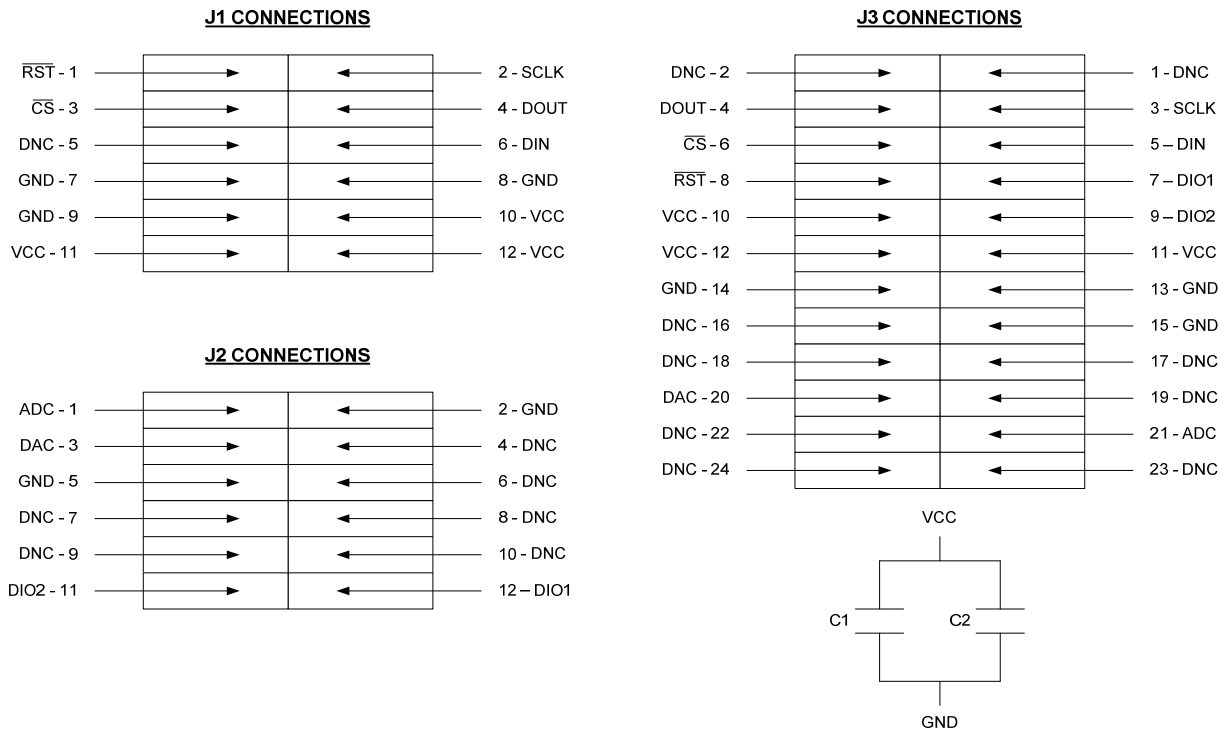 J1 CONNECTIONS
R̅S̅T̅ - 1
2 - SCLK
C̅S̅ - 3
4 - DOUT
DNC - 5
6 - DIN
GND - 7
8 - GND
GND - 9
10 - VCC
VCC - 11
12 - VCC
J2 CONNECTIONS
ADC - 1
2 - GND
DAC - 3
4 - DNC
GND - 5
6 - DNC
DNC - 7
8 - DNC
DNC - 9
10 - DNC
DIO2 - 11
12 – DIO1
J3 CONNECTIONS
DNC - 2
1 - DNC
DOUT - 4
3 - SCLK
C̅S̅ - 6
5 – DIN
R̅S̅T̅ - 8
7 – DIO1
VCC - 10
9 – DIO2
VCC - 12
11 - VCC
GND - 14
13 - GND
DNC - 16
15 - GND
DNC - 18
17 - DNC
DAC - 20
19 - DNC
DNC - 22
21 - ADC
DNC - 24
23 - DNC
VCC
C1
C2
GND